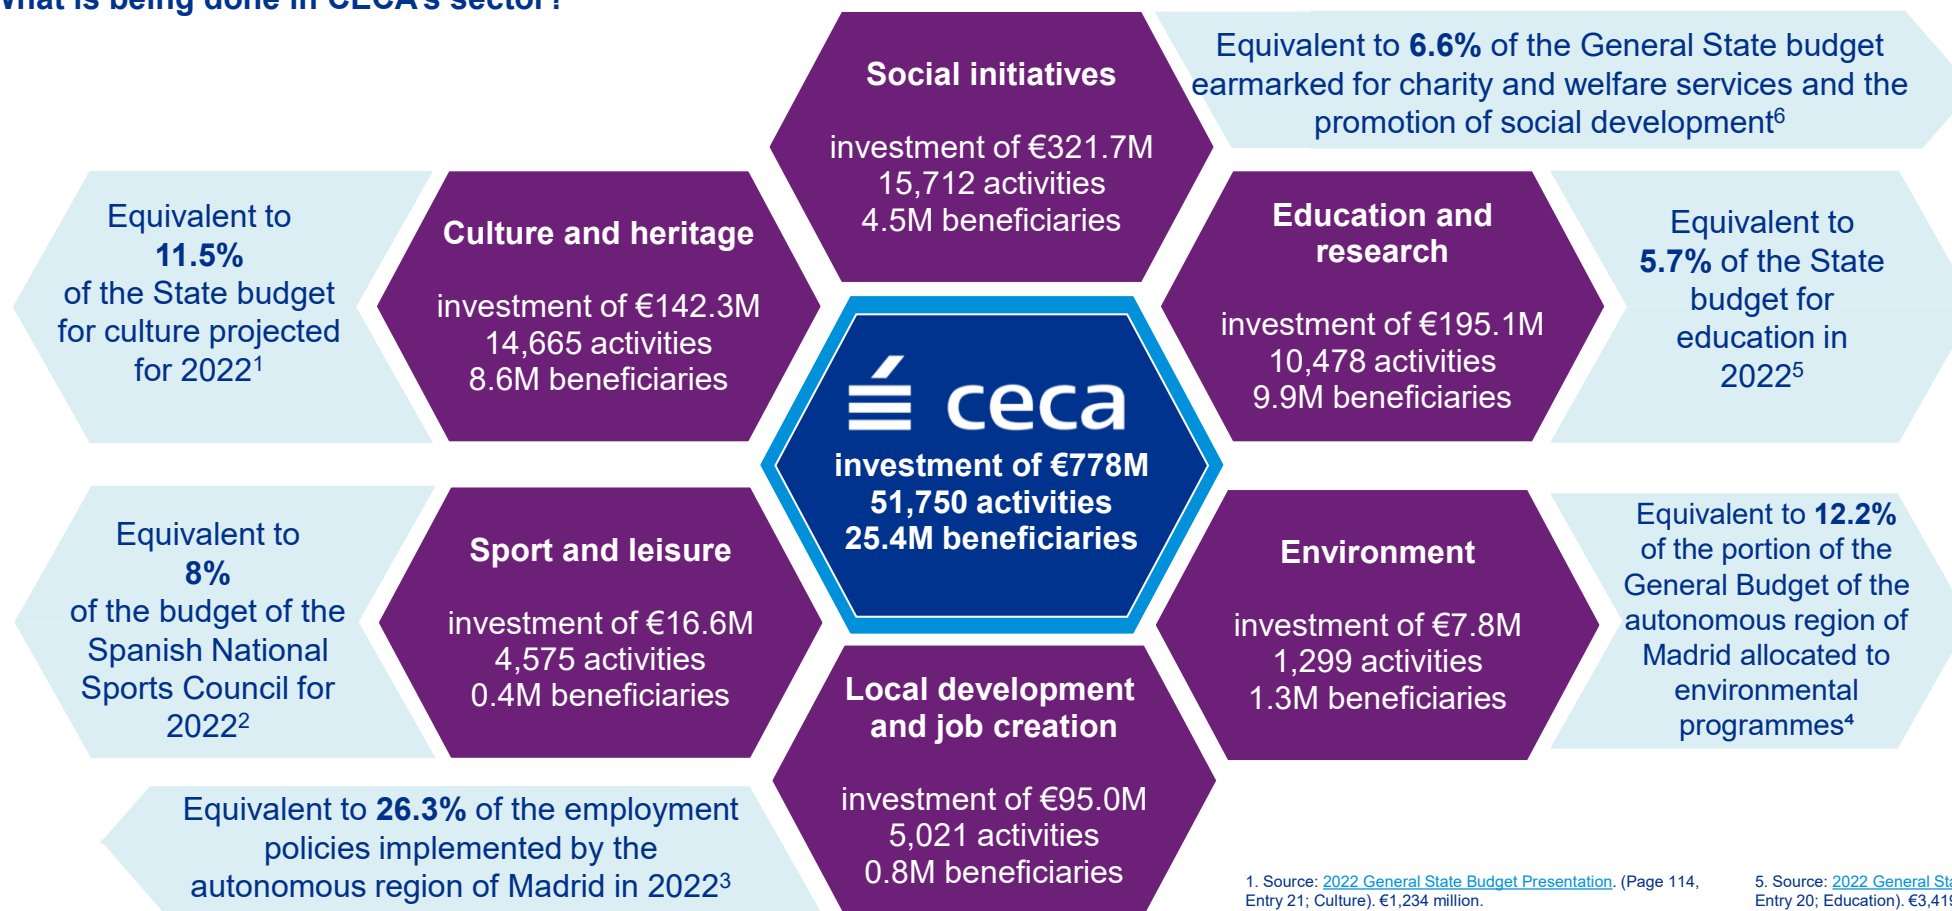 is being done in CECA's sector?
Social initiatives
investment of €321.7M
15,712 activities
4.5M beneficiaries
Equivalent to 6.6% of the General State budget
earmarked for charity and welfare services and the
promotion of social development⁶
Equivalent to
11.5%
of the State budget
for culture projected
for 2022¹
Culture and heritage
investment of €142.3M
14,665 activities
8.6M beneficiaries
Education and
research
investment of €195.1M
10,478 activities
9.9M beneficiaries
Equivalent to
5.7% of the State
budget for
education in
2022⁵
ceca
investment of €778M
51,750 activities
25.4M beneficiaries
Equivalent to
8%
of the budget of the
Spanish National
Sports Council for
2022²
Sport and leisure
investment of €16.6M
4,575 activities
0.4M beneficiaries
Environment
investment of €7.8M
1,299 activities
1.3M beneficiaries
Equivalent to 12.2%
of the portion of the
General Budget of the
autonomous region of
Madrid allocated to
environmental
programmes⁴
Local development
and job creation
investment of €95.0M
5,021 activities
0.8M beneficiaries
Equivalent to 26.3% of the employment
policies implemented by the
autonomous region of Madrid in 2022³
1. Source: 2022 General State Budget Presentation. (Page 114,
Entry 21; Culture). €1,234 million.
5. Source: 2022 General
Entry 20; Education).